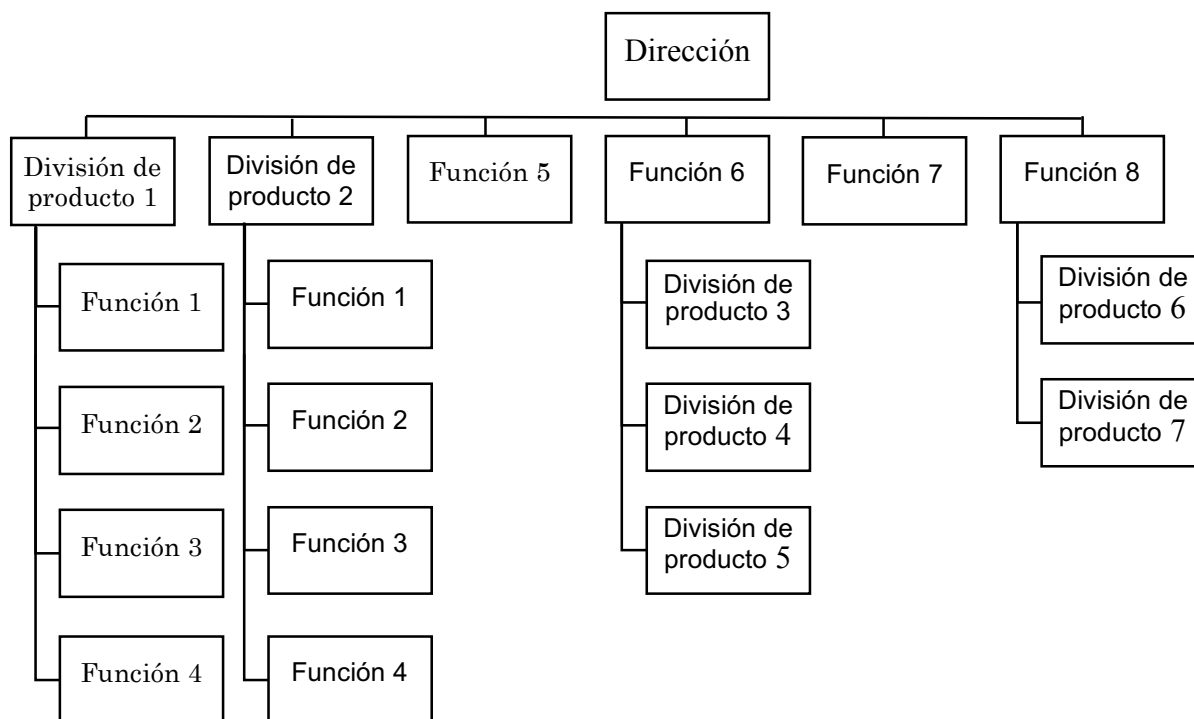 Dirección
División de
producto 1
División de
producto 2
Función 5
Función 6
Función 7
Función 8
Función 1
Función 2
Función 3
Función 4
Función 1
Función 2
Función 3
Función 4
División de
producto 3
División de
producto 4
División de
producto 5
División de
producto 6
División de
producto 7